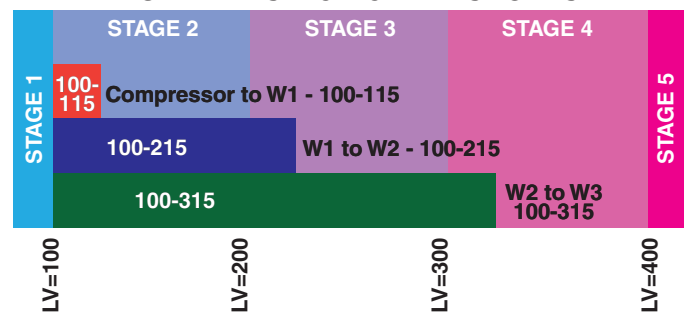 STAGE 1
STAGE 2
STAGE 3
STAGE 4
STAGE 5
100-
115
Compressor to W1 - 100-115
100-215
W1 to W2 - 100-215
100-315
W2 to W3
100-315
LV=100
LV=200
LV=300
LV=400